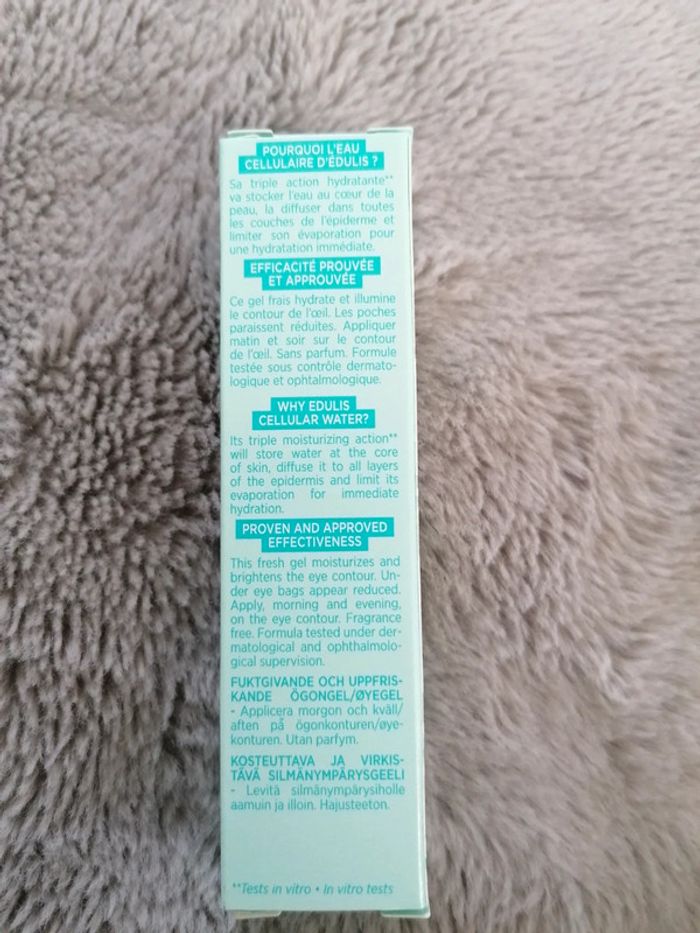 POURQUOI L'EAU
CELLULAIRE D'ÉDULIS ?
Sa triple action hydratante**
va stocker l'eau au cœur de la
peau, la diffuser dans toutes
les couches de l'épiderme et
limiter son évaporation pour
une hydratation immédiate.
EFFICACITÉ PROUVÉE
ET APPROUVÉE
Ce gel frais hydrate et illumine
le contour de l'œil. Les poches
paraissent réduites. Appliquer
matin et soir sur le contour
de l'œil. Sans parfum. Formule
testée sous contrôle dermato-
logique et ophtalmologique.
WHY EDULIS
CELLULAR WATER?
Its triple moisturizing action**
will store water at the core
of skin, diffuse it to all layers
of the epidermis and limit its
evaporation for immediate
hydration.
PROVEN AND APPROVED
EFFECTIVENESS
This fresh gel moisturizes and
brightens the eye contour. Un-
der eye bags appear reduced.
Apply, morning and evening,
on the eye contour. Fragrance
free. Formula tested under der-
matological and ophthalmolo-
gical supervision.
FUKTGIVANDE OCH UPPFRIS-
KANDE ÖGONGEL/ØYEGEL
- Applicera morgon och kväll/
aften på ögonkonturen/øye-
konturen. Utan parfym.
KOSTEUTTAVA JA VIRKIS-
TÄVÄ SILMÄNYMPÄRYSGEELI
- Levitä silmänympärysiholle
aamuin ja illoin. Hajusteeton.
**Tests in vitro • In vitro tests